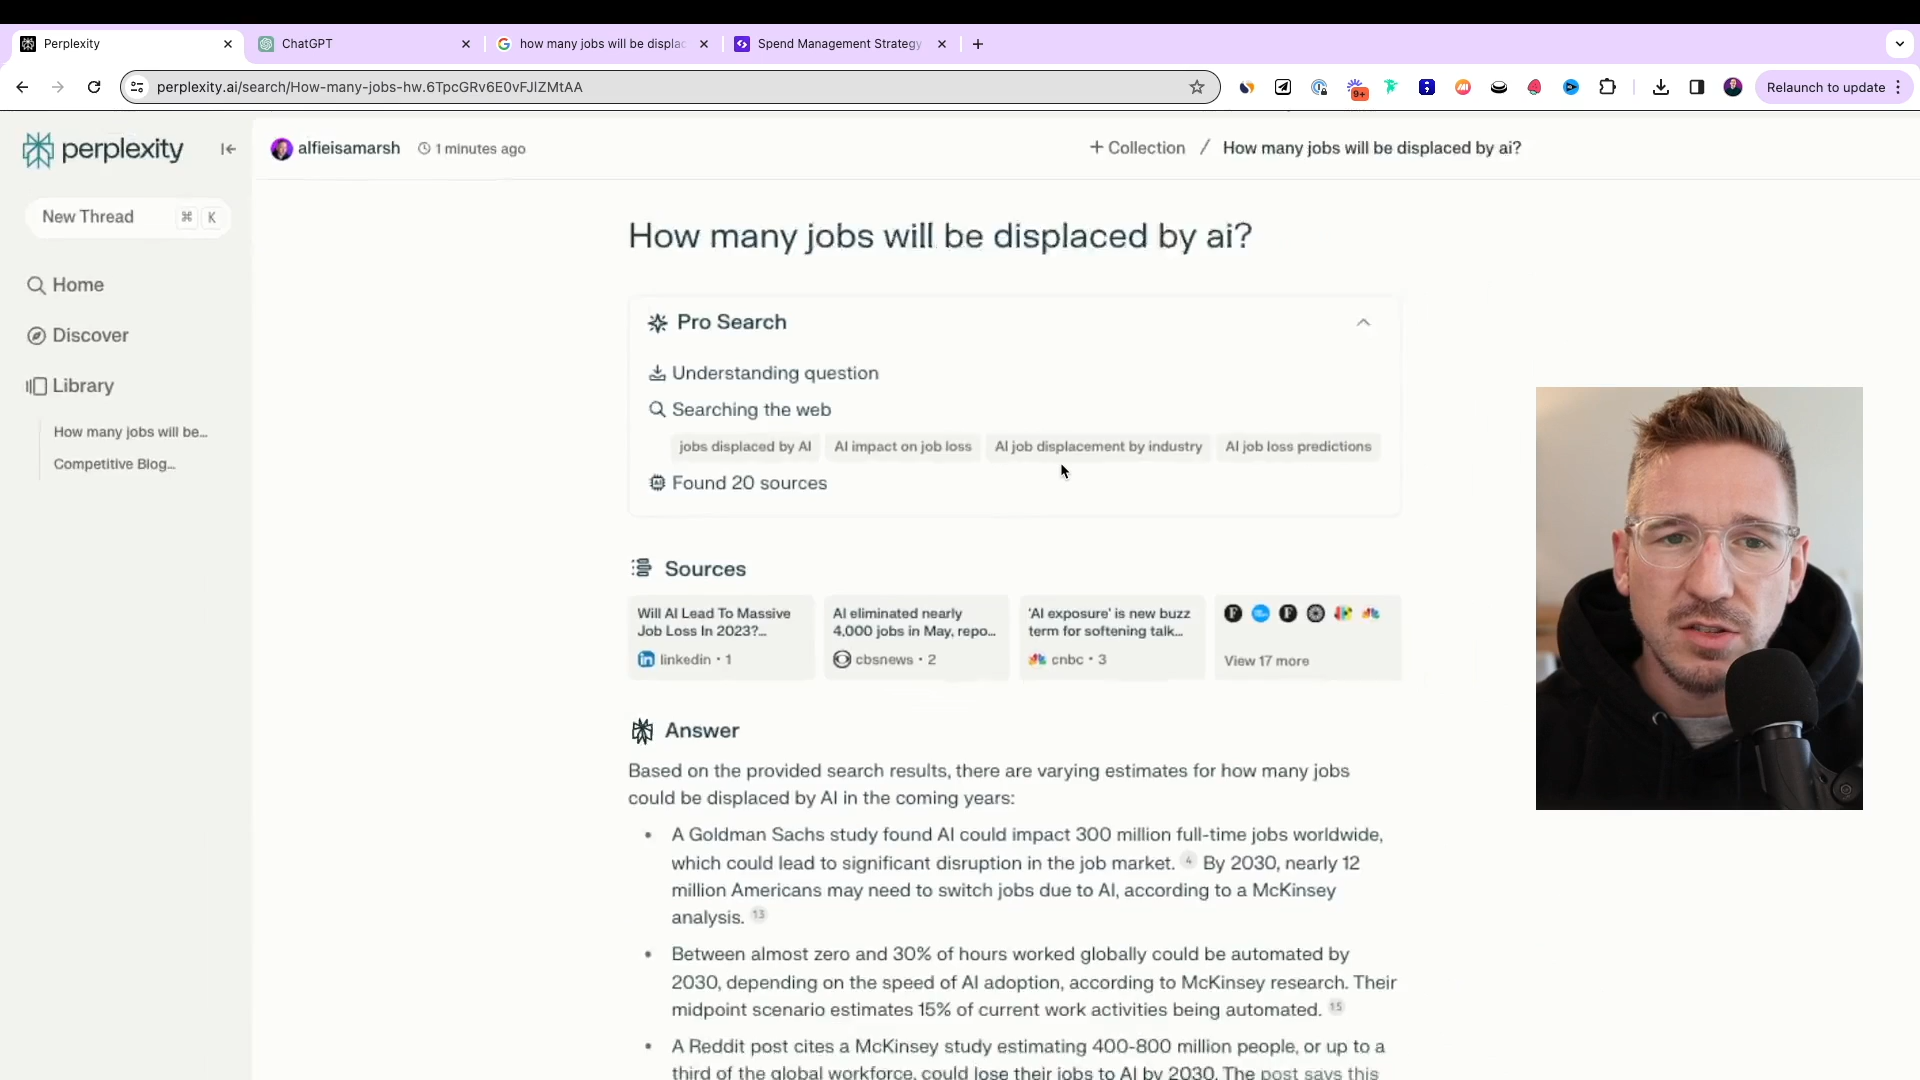 Perplexity
ChatGPT
how many jobs will be displac
Spend Management Strategy
perplexity.ai/search/How-many-jobs-hw.6TpcGRv6E0vFJlZMtAA
9+
Relaunch to update
perplexity
alfieisamarsh
1 minutes ago
+ Collection / How many jobs will be displaced by ai?
New Thread ⌘ K
Home
Discover
Library
How many jobs will be...
Competitive Blog...
How many jobs will be displaced by ai?
Pro Search
Understanding question
Searching the web
jobs displaced by AI
AI impact on job loss
AI job displacement by industry
AI job loss predictions
Found 20 sources
Sources
Will AI Lead To Massive
Job Loss In 2023?...
linkedin • 1
AI eliminated nearly
4,000 jobs in May, repo...
cbsnews • 2
'AI exposure' is new buzz
term for softening talk...
cnbc • 3
View 17 more
Answer
Based on the provided search results, there are varying estimates for how many jobs
could be displaced by AI in the coming years:
• A Goldman Sachs study found AI could impact 300 million full-time jobs worldwide,
which could lead to significant disruption in the job market. 4 By 2030, nearly 12
million Americans may need to switch jobs due to AI, according to a McKinsey
analysis. 13
• Between almost zero and 30% of hours worked globally could be automated by
2030, depending on the speed of AI adoption, according to McKinsey research. Their
midpoint scenario estimates 15% of current work activities being automated. 15
• A Reddit post cites a McKinsey study estimating 400-800 million people, or up to a
third of the global workforce, could lose their jobs to AI by 2030. The post says this